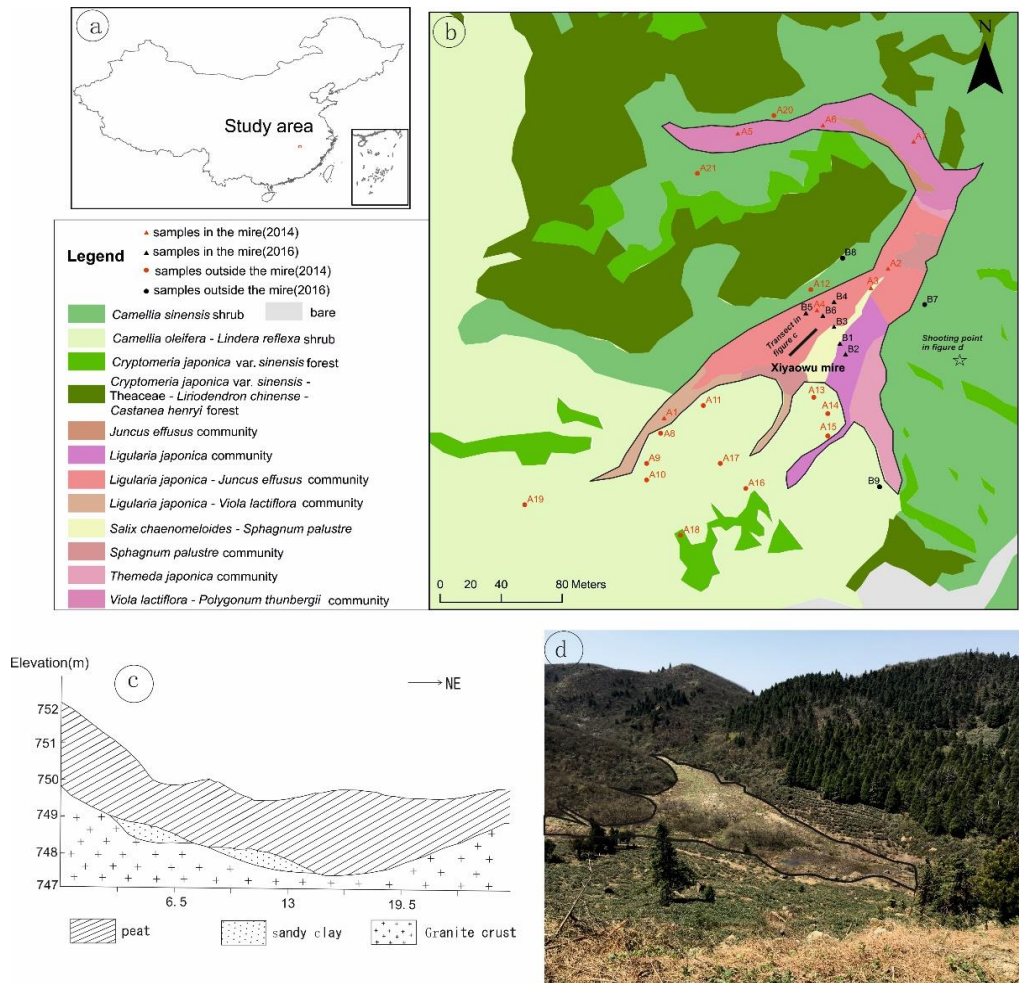 a
Study area
Legend
samples in the mire(2014)
samples in the mire(2016)
samples outside the mire(2014)
samples outside the mire(2016)
Camellia sinensis shrub
bare
Camellia oleifera - Lindera reflexa
shrub
Cryptomeria japonica var. sinensis forest
Cryptomeria japonica var. sinensis -
Theaceae - Liriodendron chinense -
Castanea henryi forest
Juncus effusus community
Ligularia japonica community
Ligularia japonica - Juncus effusus community
Ligularia japonica - Viola lactiflora
community
Salix chaenomeloides - Sphagnum palustre
Sphagnum palustre community
Themeda japonica community
Viola lactiflora - Polygonum thunbergii community
b
N
A20
A5
A6
A7
A21
B8
A2
A12
A3
B7
B5
A4
B4
B6
B3
B1
B2
Transect in
figure c
Xiyaowu mire
Shooting point
in figure d
A13
A11
A14
A1
A15
A8
A9
A17
A10
A16
B9
A19
A18
0 40 80 Meters
Elevation(m)
c
NE
752
751
750
749
748
747
6.5 13 19.5
peat
sandy clay
Granite crust
d